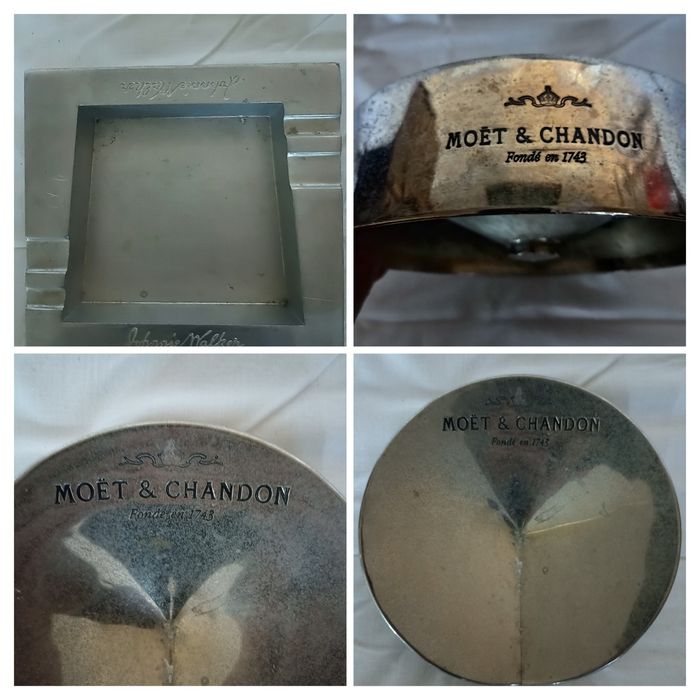 Johnnie Walker
Johnnie Walker
MOËT & CHANDON
Fondé en 1743
MOËT & CHANDON
Fondé en 1743
MOËT & CHANDON
Fondé en 1743